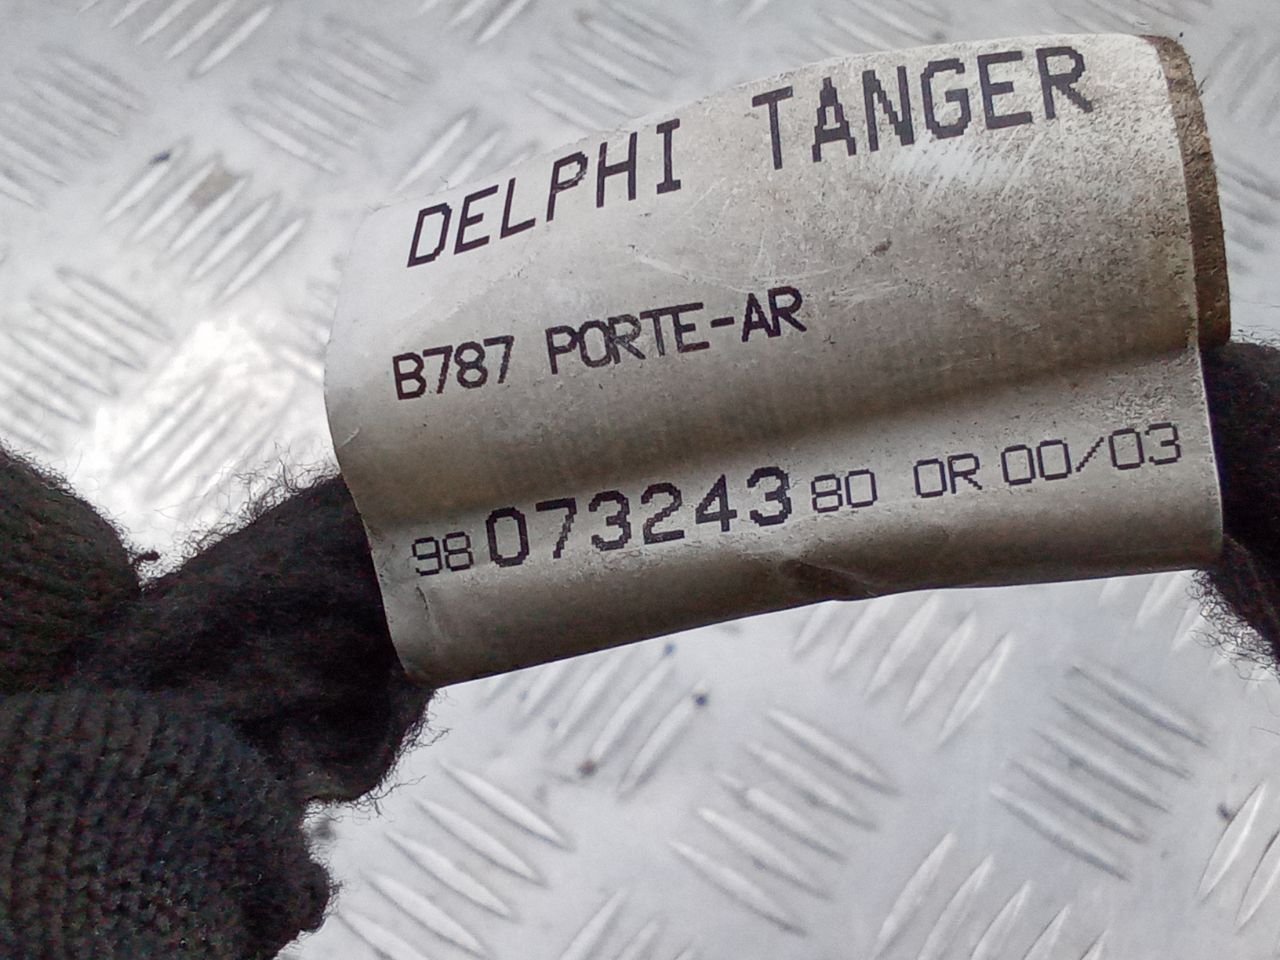 DELPHI TANGER
B787 PORTE-AR
98 073243 80 OR 00/03